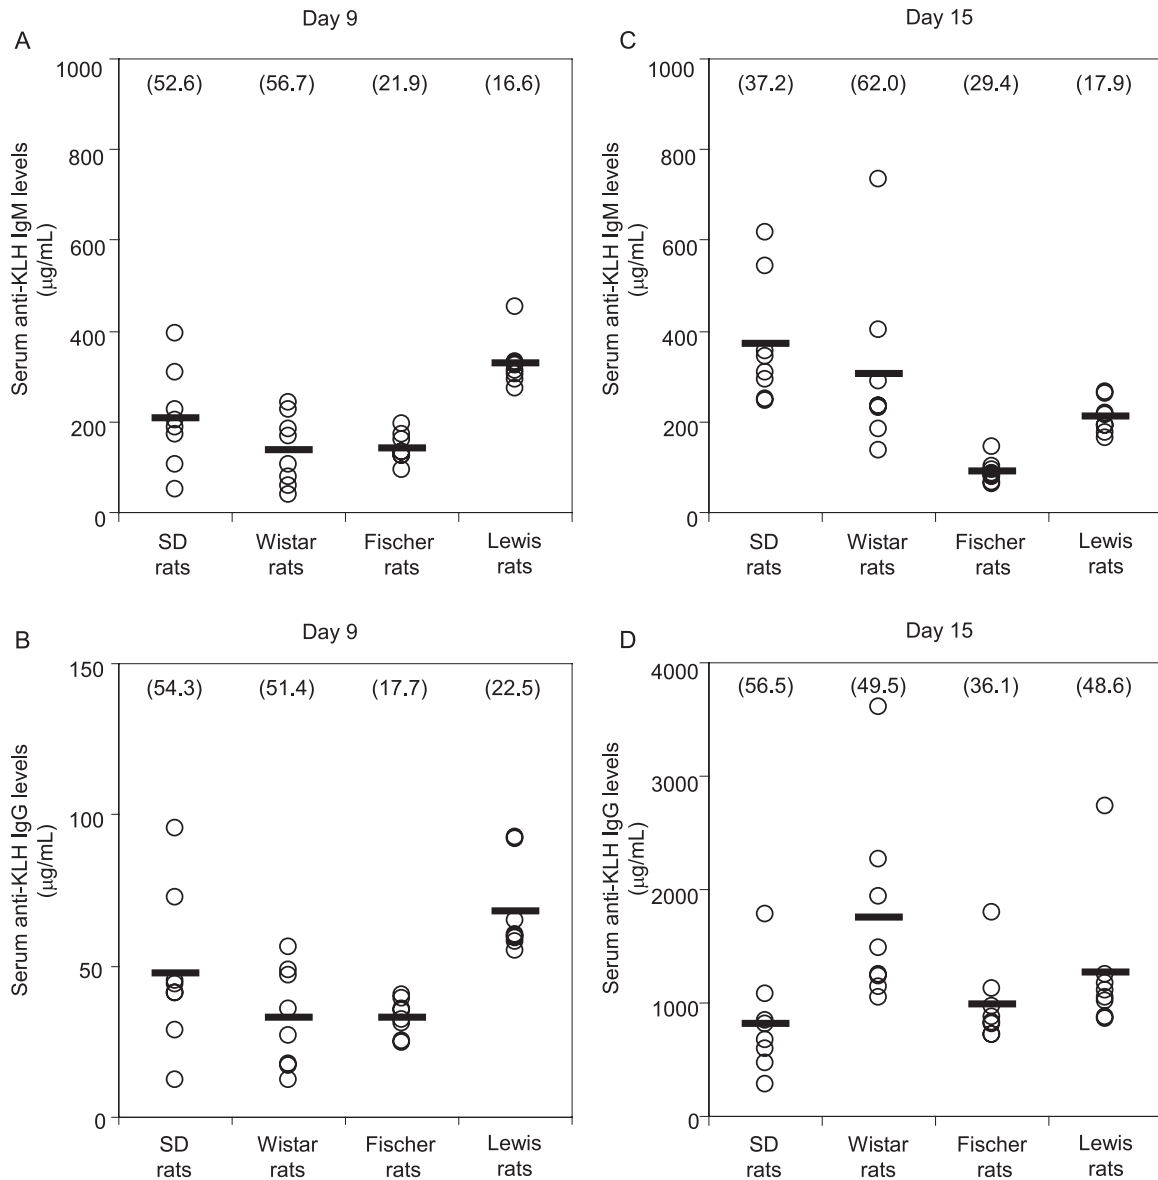 A
Day 9
Serum anti-KLH IgM levels
(μg/mL)
1000
800
600
400
200
0
(52.6) (56.7) (21.9) (16.6)
SD Wistar Fischer Lewis
rats rats rats rats
C
Day 15
Serum anti-KLH IgM levels
(μg/mL)
1000
800
600
400
200
0
(37.2) (62.0) (29.4) (17.9)
SD Wistar Fischer Lewis
rats rats rats rats
B
Day 9
Serum anti-KLH IgG levels
(μg/mL)
150
100
50
0
(54.3) (51.4) (17.7) (22.5)
SD Wistar Fischer Lewis
rats rats rats rats
D
Day 15
Serum anti-KLH IgG levels
(μg/mL)
4000
3000
2000
1000
0
(56.5) (49.5) (36.1) (48.6)
SD Wistar Fischer Lewis
rats rats rats rats